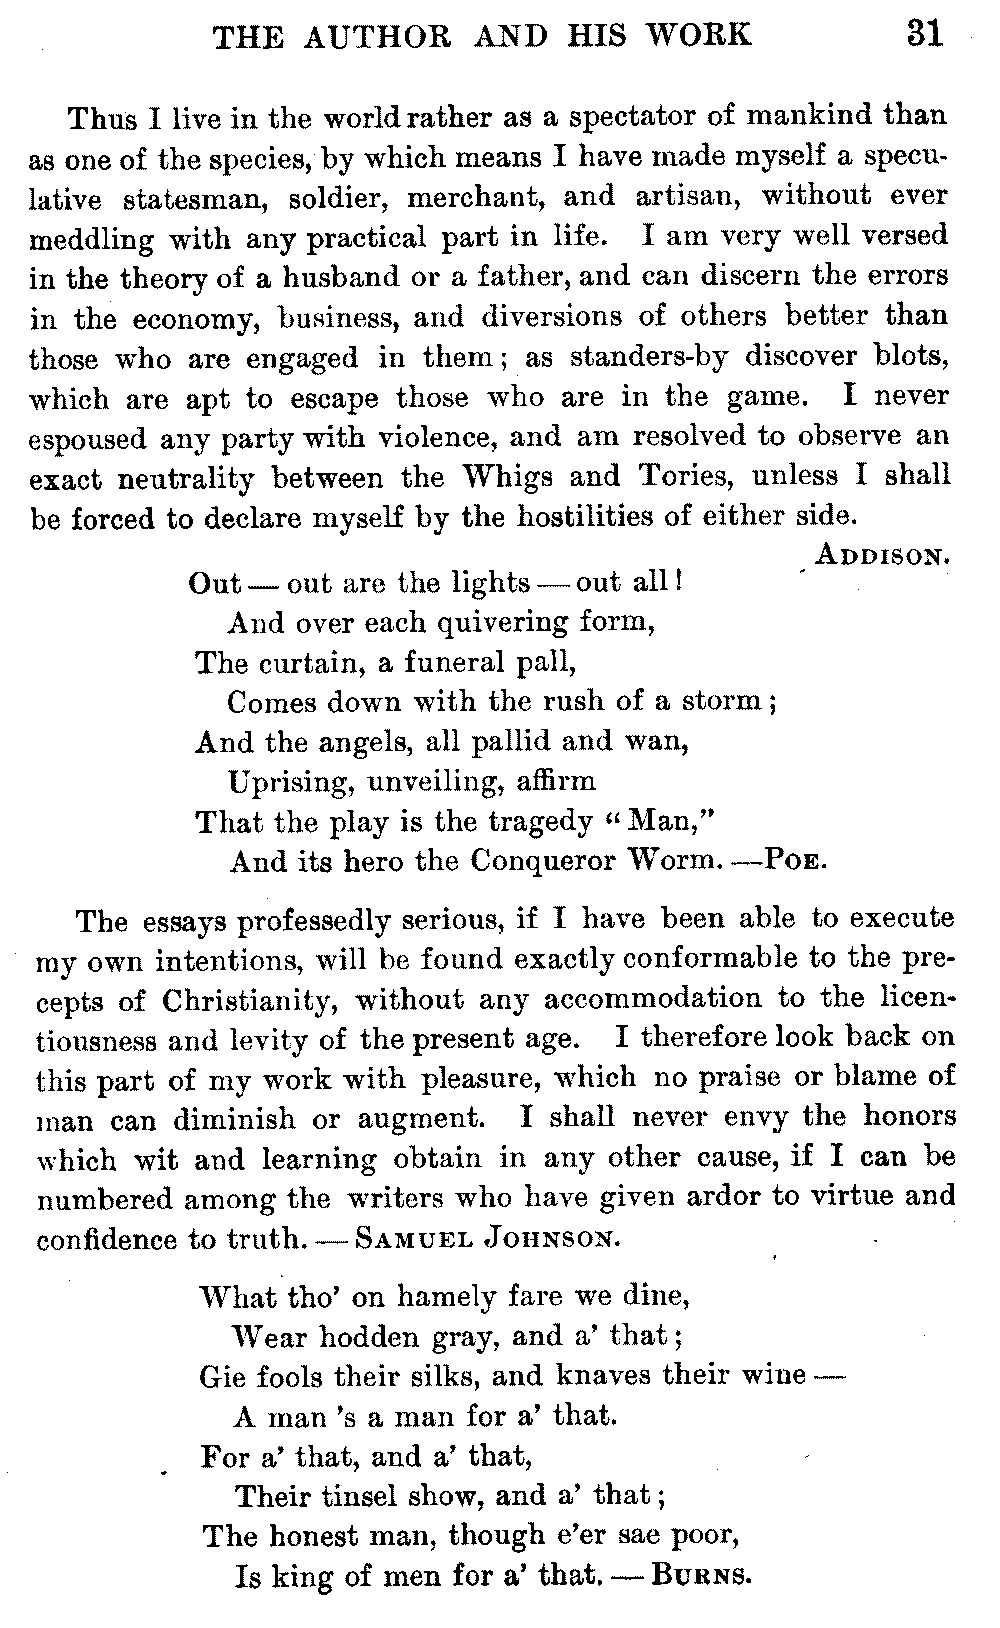 THE AUTHOR AND HIS WORK 31
Thus I live in the world rather as a spectator of mankind than
as one of the species, by which means I have made myself a specu-
lative statesman, soldier, merchant, and artisan, without ever
meddling with any practical part in life. I am very well versed
in the theory of a husband or a father, and can discern the errors
in the economy, business, and diversions of others better than
those who are engaged in them; as standers-by discover blots,
which are apt to escape those who are in the game. I never
espoused any party with violence, and am resolved to observe an
exact neutrality between the Whigs and Tories, unless I shall
be forced to declare myself by the hostilities of either side.
ADDISON.
Out — out are the lights — out all!
And over each quivering form,
The curtain, a funeral pall,
Comes down with the rush of a storm;
And the angels, all pallid and wan,
Uprising, unveiling, affirm
That the play is the tragedy "Man,"
And its hero the Conqueror Worm. —POE.
The essays professedly serious, if I have been able to execute
my own intentions, will be found exactly conformable to the pre-
cepts of Christianity, without any accommodation to the licen-
tiousness and levity of the present age. I therefore look back on
this part of my work with pleasure, which no praise or blame of
man can diminish or augment. I shall never envy the honors
which wit and learning obtain in any other cause, if I can be
numbered among the writers who have given ardor to virtue and
confidence to truth. — SAMUEL JOHNSON.
What tho' on hamely fare we dine,
Wear hodden gray, and a' that;
Gie fools their silks, and knaves their wine —
A man 's a man for a' that.
For a' that, and a' that,
Their tinsel show, and a' that;
The honest man, though e'er sae poor,
Is king of men for a' that. — BURNS.